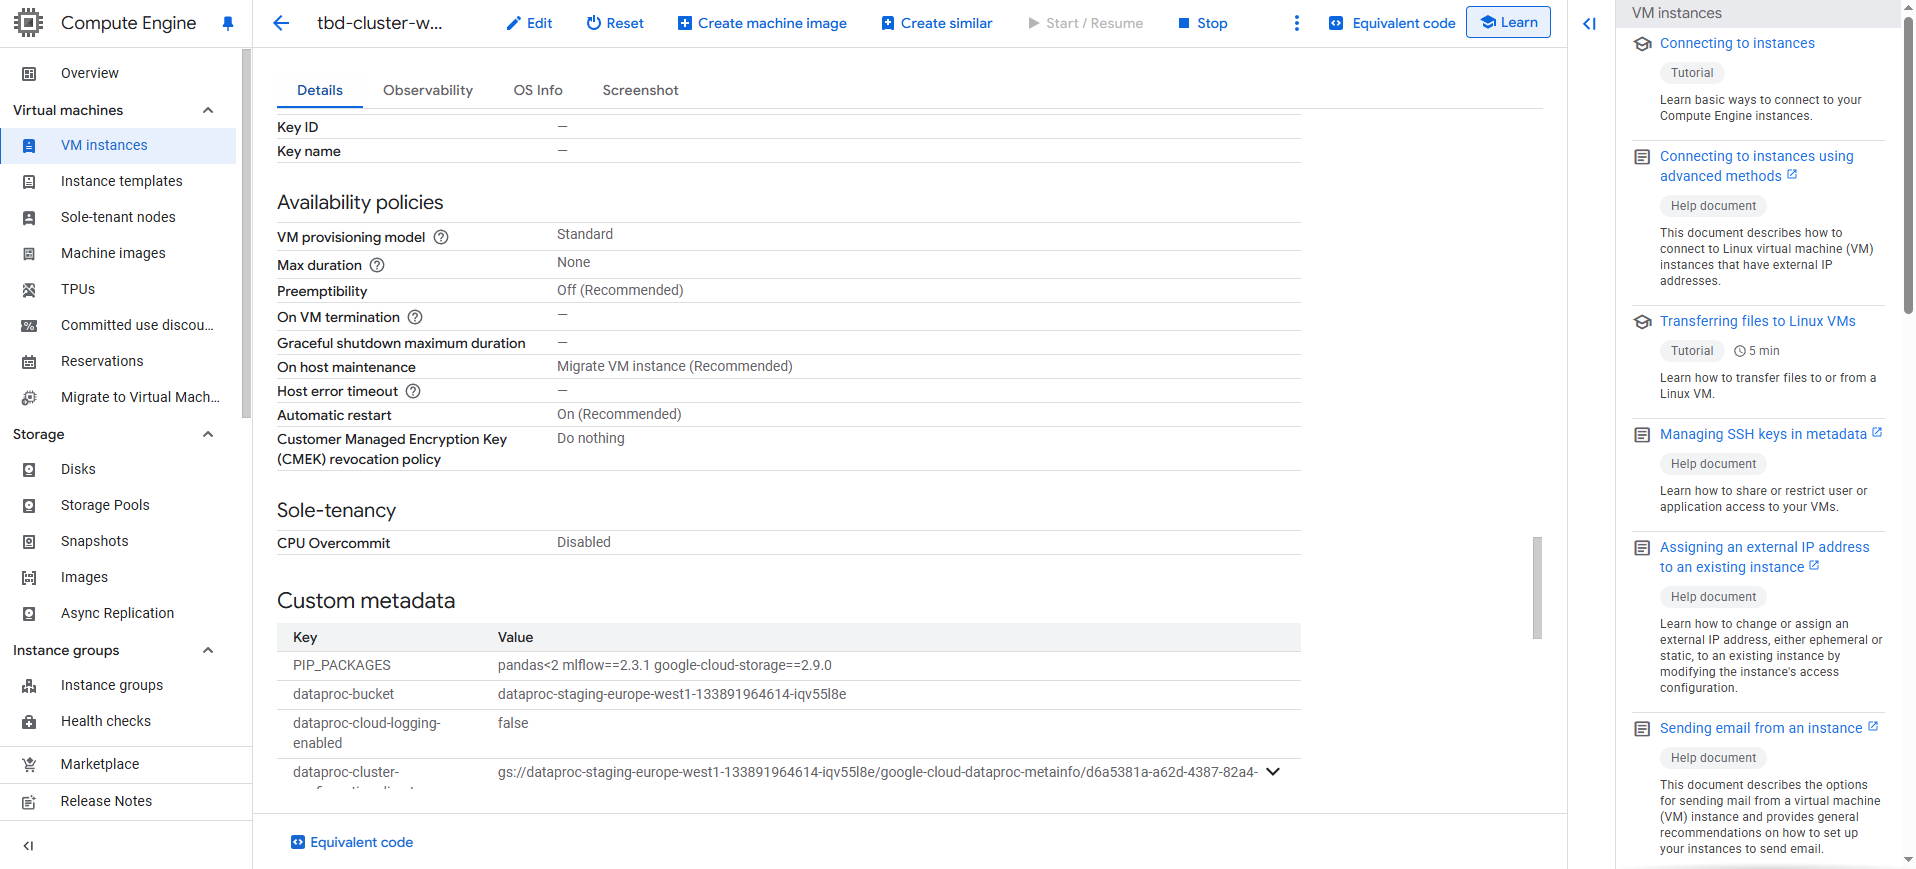 Compute Engine
Overview
Virtual machines
VM instances
Instance templates
Sole-tenant nodes
Machine images
TPUs
Committed use discou...
Reservations
Migrate to Virtual Mach...
Storage
Disks
Storage Pools
Snapshots
Images
Async Replication
Instance groups
Instance groups
Health checks
Marketplace
Release Notes
tbd-cluster-w...
Edit
Reset
Create machine image
Create similar
Start / Resume
Stop
Equivalent code
Learn
Details
Observability
OS Info
Screenshot
Key ID —
Key name —
Availability policies
VM provisioning model Standard
Max duration None
Preemptibility Off (Recommended)
On VM termination —
Graceful shutdown maximum duration —
On host maintenance Migrate VM instance (Recommended)
Host error timeout —
Automatic restart On (Recommended)
Customer Managed Encryption Key Do nothing
(CMEK) revocation policy
Sole-tenancy
CPU Overcommit Disabled
Custom metadata
Key Value
PIP_PACKAGES pandas<2 mlflow==2.3.1 google-cloud-storage==2.9.0
dataproc-bucket dataproc-staging-europe-west1-133891964614-iqv55l8e
dataproc-cloud-logging- false
enabled
dataproc-cluster- gs://dataproc-staging-europe-west1-133891964614-iqv55l8e/google-cloud-dataproc-metainfo/d6a5381a-a62d-4387-82a4-
Equivalent code
VM instances
Connecting to instances
Tutorial
Learn basic ways to connect to your
Compute Engine instances.
Connecting to instances using
advanced methods
Help document
This document describes how to
connect to Linux virtual machine (VM)
instances that have external IP
addresses.
Transferring files to Linux VMs
Tutorial 5 min
Learn how to transfer files to or from a
Linux VM.
Managing SSH keys in metadata
Help document
Learn how to share or restrict user or
application access to your VMs.
Assigning an external IP address
to an existing instance
Help document
Learn how to change or assign an
external IP address, either ephemeral or
static, to an existing instance by
modifying the instance's access
configuration.
Sending email from an instance
Help document
This document describes the options
for sending mail from a virtual machine
(VM) instance and provides general
recommendations on how to set up
your instances to send email.